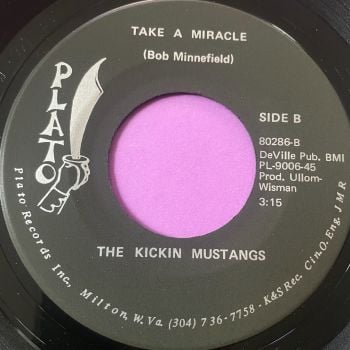 TAKE A MIRACLE
(Bob Minnefield)
PLATO
SIDE B
80286-B
DeVille Pub. BMI
PL-9006-45
Prod. Ullom-
Wisman
3:15
THE KICKIN MUSTANGS
Plato Records Inc., Milton, W. Va. (304) 736-7758 - K&S Rec. Cin.O. Eng. JMR